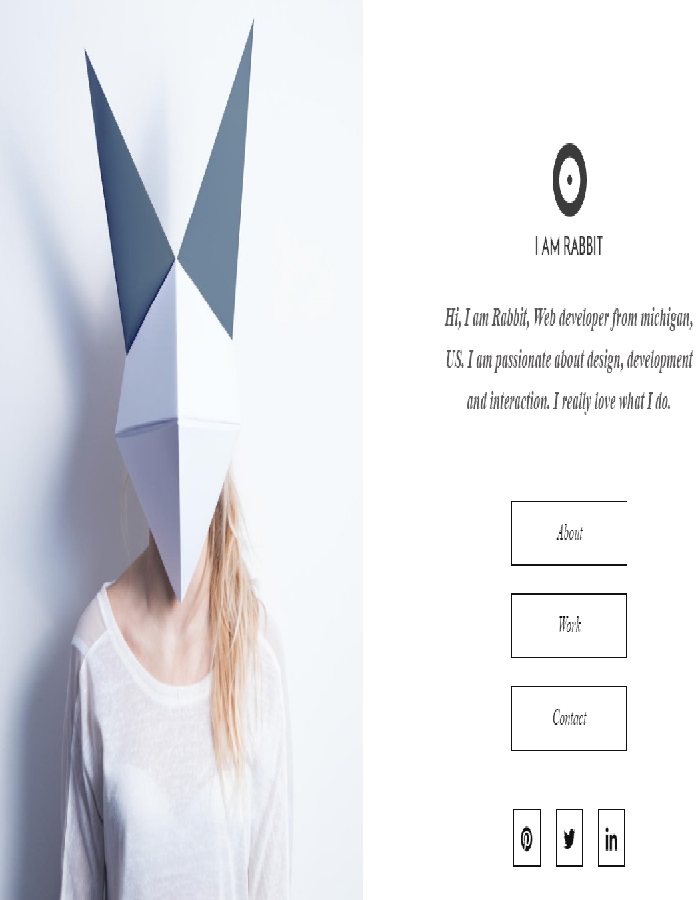 I AM RABBIT
Hi, I am Rabbit, Web developer from michigan,
US. I am passionate about design, development
and interaction. I really love what I do.
About
Work
Contact
in